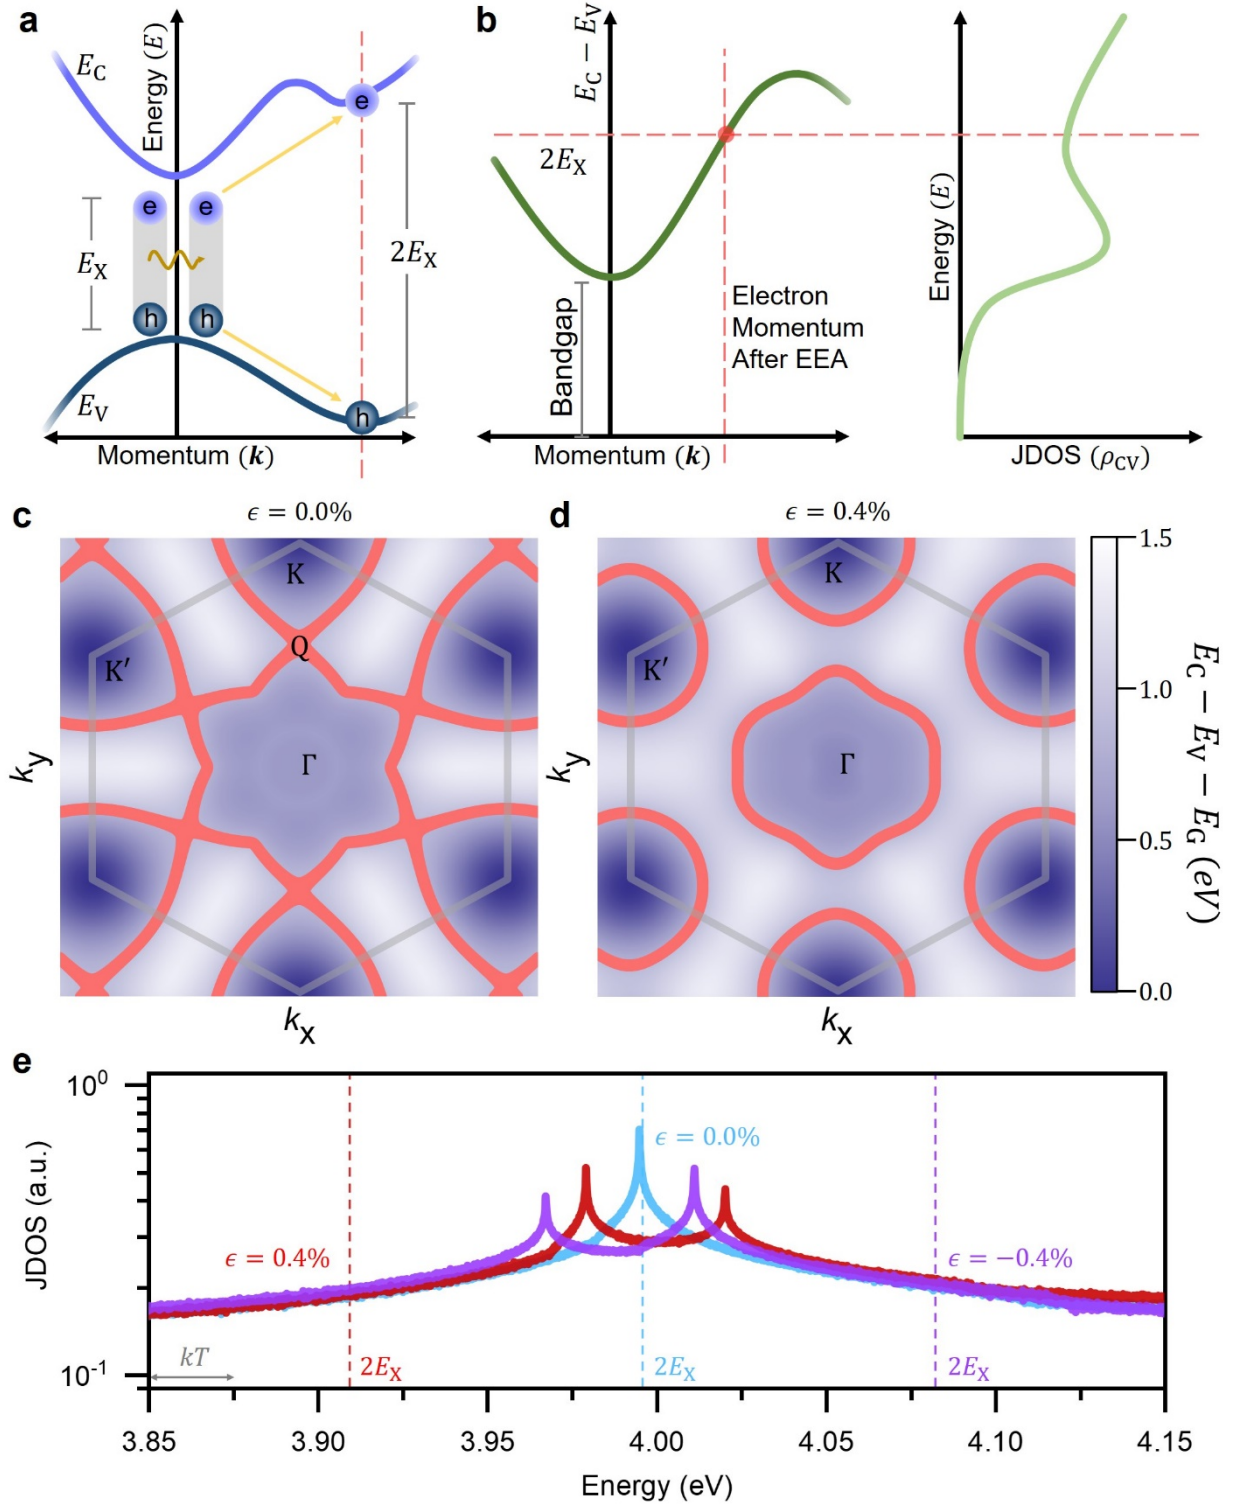 a
Energy (E)
E_C
e
e
e
E_X
2E_X
h
h
h
E_V
Momentum (k)
b
E_C − E_V
2E_X
Bandgap
Electron
Momentum
After EEA
Momentum (k)
Energy (E)
JDOS (ρ_CV)
c
ϵ = 0.0%
K
Q
K′
Γ
k_y
k_x
d
ϵ = 0.4%
K
K′
Γ
k_y
k_x
1.5
1.0
0.5
0.0
E_C − E_V − E_G (eV)
e
10^0
10^-1
JDOS (a.u.)
ϵ = 0.0%
ϵ = 0.4%
ϵ = −0.4%
kT
2E_X
2E_X
2E_X
3.85
3.90
3.95
4.00
4.05
4.10
4.15
Energy (eV)